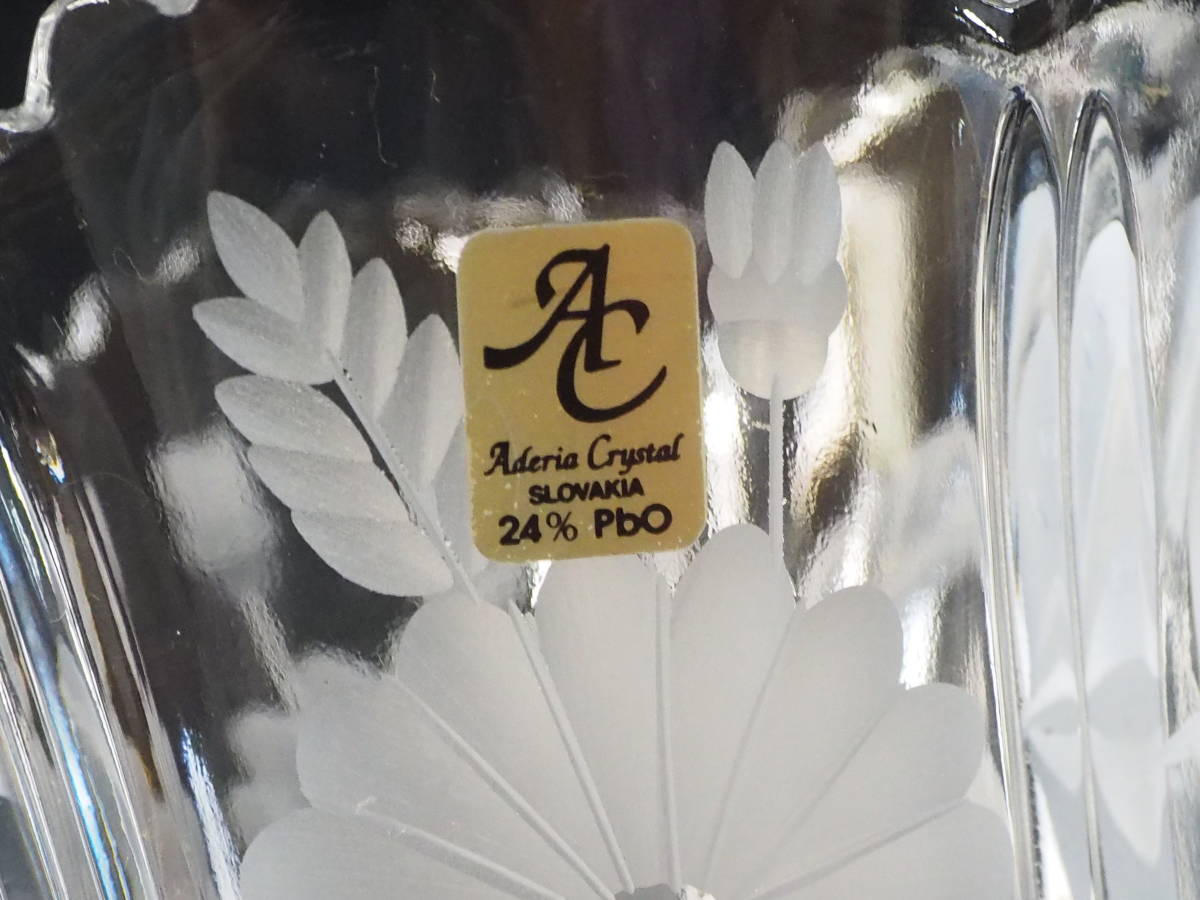 AC
Aderia Crystal
SLOVAKIA
24% PbO